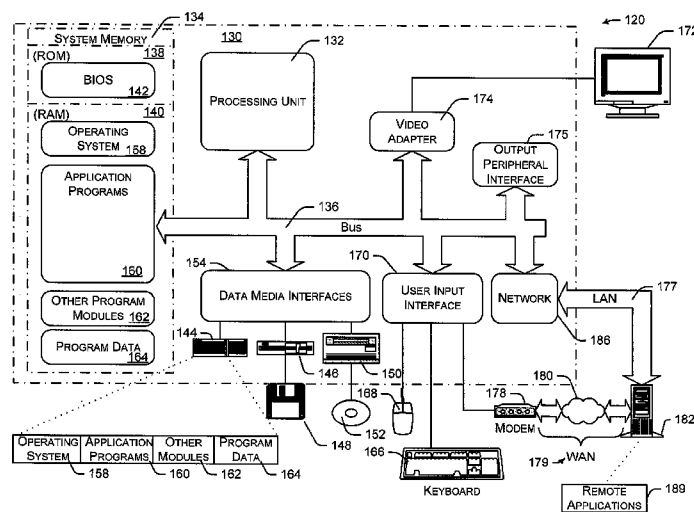 SYSTEM MEMORY
134
120
172
(ROM)
138
130
132
BIOS
142
PROCESSING UNIT
174
(RAM)
140
VIDEO
ADAPTER
175
OPERATING
SYSTEM
158
OUTPUT
PERIPHERAL
INTERFACE
APPLICATION
PROGRAMS
136
Bus
160
154
170
177
DATA MEDIA INTERFACES
USER INPUT
INTERFACE
NETWORK
LAN
OTHER PROGRAM
MODULES
162
186
144
PROGRAM DATA
164
146
150
178
180
168
148
152
MODEM
182
OPERATING
SYSTEM
APPLICATION
PROGRAMS
OTHER
MODULES
PROGRAM
DATA
179
WAN
166
158
160
162
164
KEYBOARD
189
REMOTE
APPLICATIONS